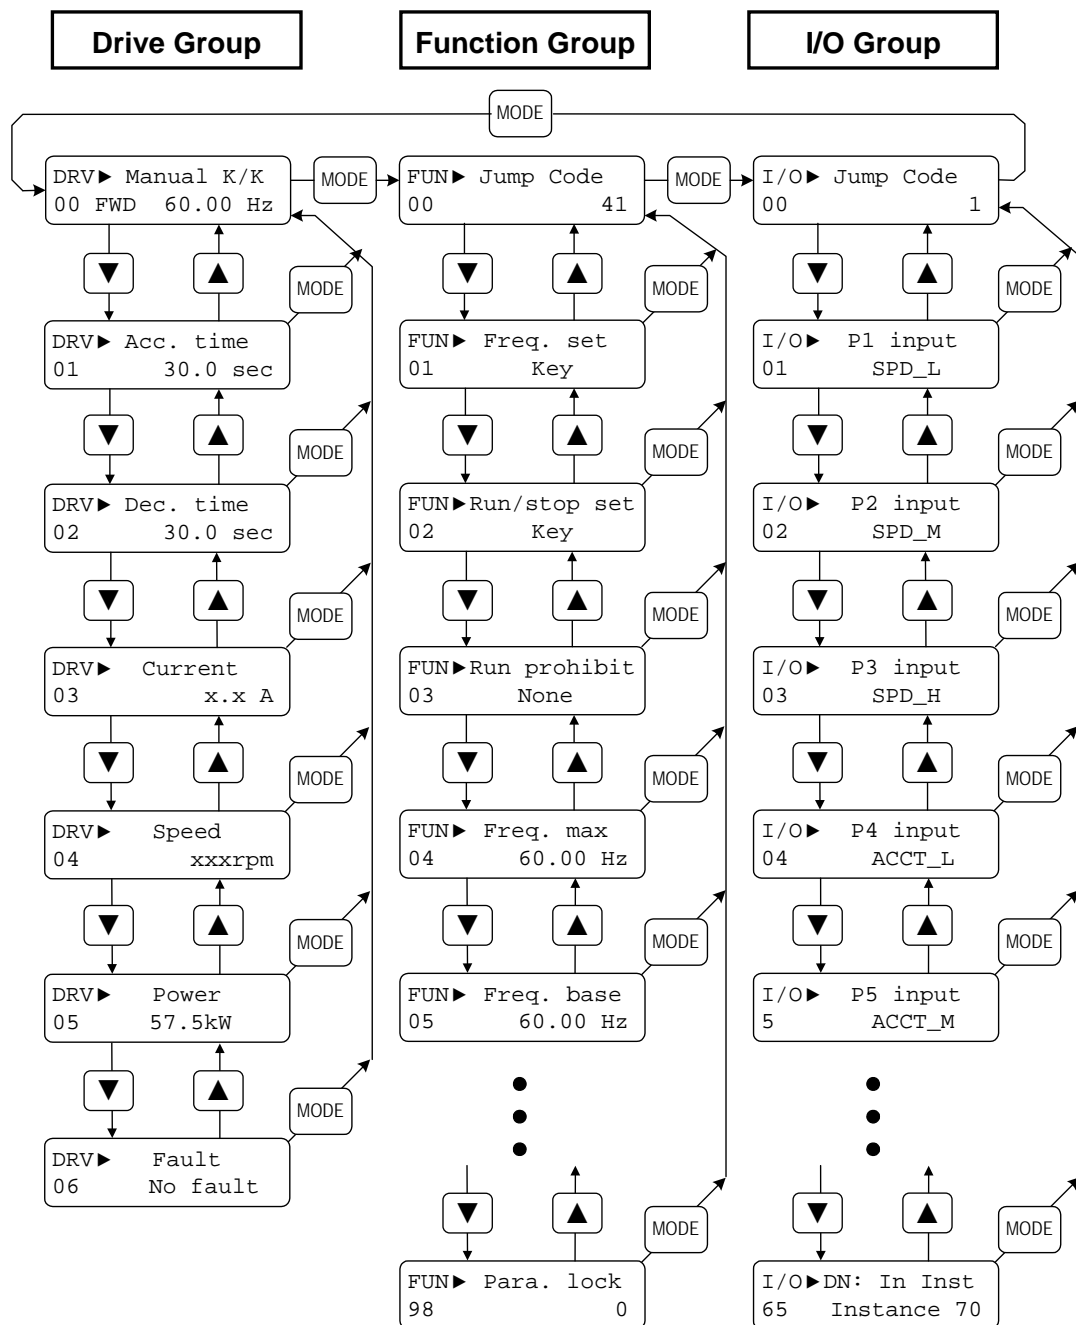 Drive Group
Function Group
I/O Group
MODE
DRV► Manual K/K
00 FWD 60.00 Hz
MODE
FUN► Jump Code
00 41
MODE
I/O► Jump Code
00 1
▼ ▲ MODE
▼ ▲ MODE
▼ ▲ MODE
DRV► Acc. time
01 30.0 sec
FUN► Freq. set
01 Key
I/O► P1 input
01 SPD_L
▼ ▲ MODE
▼ ▲ MODE
▼ ▲ MODE
DRV► Dec. time
02 30.0 sec
FUN►Run/stop set
02 Key
I/O► P2 input
02 SPD_M
▼ ▲ MODE
▼ ▲ MODE
▼ ▲ MODE
DRV► Current
03 x.x A
FUN►Run prohibit
03 None
I/O► P3 input
03 SPD_H
▼ ▲ MODE
▼ ▲ MODE
▼ ▲ MODE
DRV► Speed
04 xxxrpm
FUN► Freq. max
04 60.00 Hz
I/O► P4 input
04 ACCT_L
▼ ▲ MODE
▼ ▲ MODE
▼ ▲ MODE
DRV► Power
05 57.5kW
FUN► Freq. base
05 60.00 Hz
I/O► P5 input
5 ACCT_M
▼ ▲ MODE
DRV► Fault
06 No fault
▼ ▲ MODE
▼ ▲ MODE
FUN► Para. lock
98 0
I/O►DN: In Inst
65 Instance 70